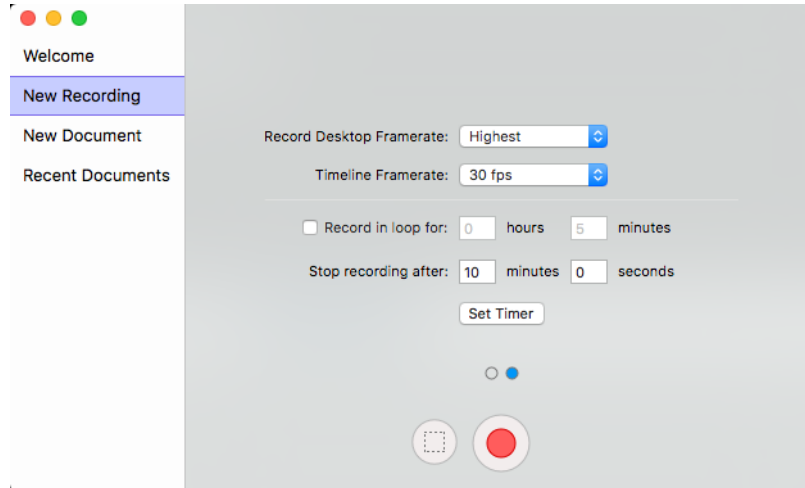 Welcome
New Recording
New Document
Recent Documents
Record Desktop Framerate: Highest
Timeline Framerate: 30 fps
Record in loop for: 0 hours 5 minutes
Stop recording after: 10 minutes 0 seconds
Set Timer